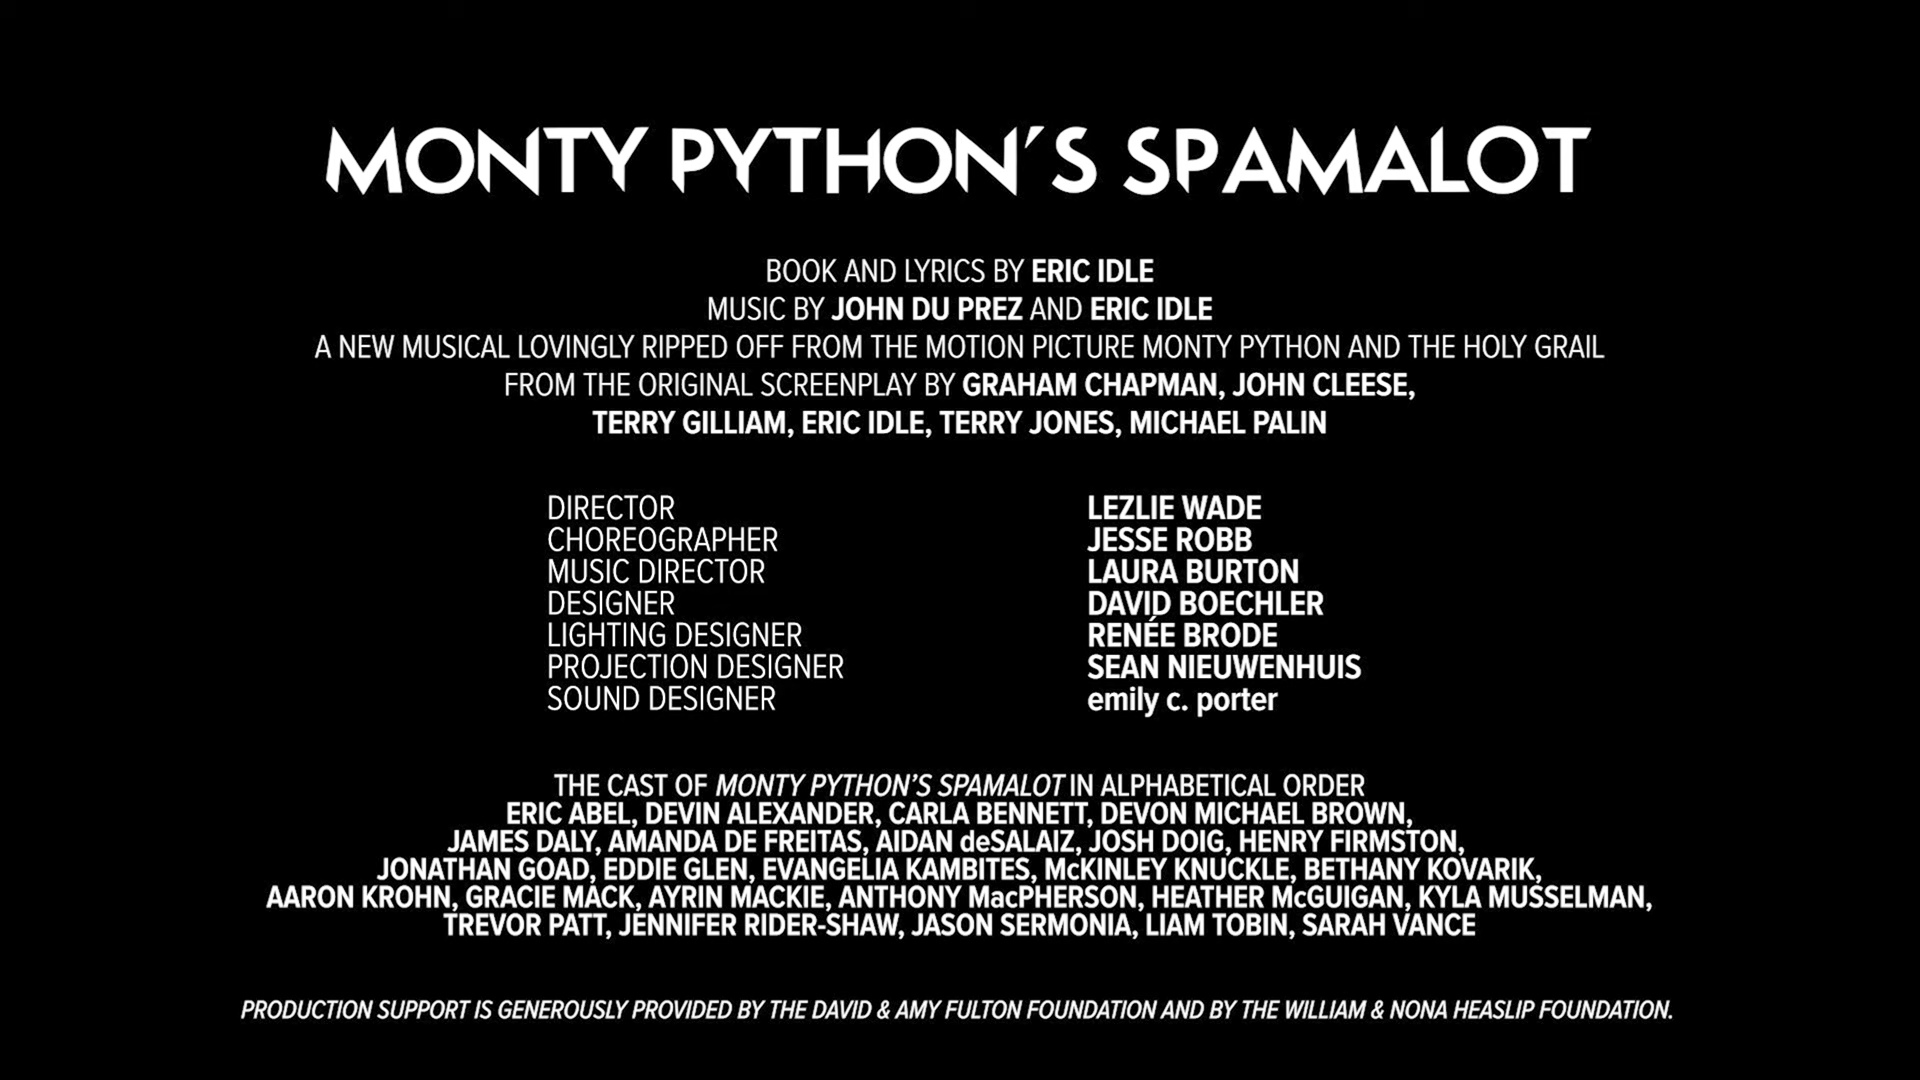 MONTY PYTHON´S SPAMALOT
BOOK AND LYRICS BY ERIC IDLE
MUSIC BY JOHN DU PREZ AND ERIC IDLE
A NEW MUSICAL LOVINGLY RIPPED OFF FROM THE MOTION PICTURE MONTY PYTHON AND THE HOLY GRAIL
FROM THE ORIGINAL SCREENPLAY BY GRAHAM CHAPMAN, JOHN CLEESE,
TERRY GILLIAM, ERIC IDLE, TERRY JONES, MICHAEL PALIN
DIRECTOR LEZLIE WADE
CHOREOGRAPHER JESSE ROBB
MUSIC DIRECTOR LAURA BURTON
DESIGNER DAVID BOECHLER
LIGHTING DESIGNER RENÉE BRODE
PROJECTION DESIGNER SEAN NIEUWENHUIS
SOUND DESIGNER emily c. porter
THE CAST OF MONTY PYTHON’S SPAMALOT IN ALPHABETICAL ORDER
ERIC ABEL, DEVIN ALEXANDER, CARLA BENNETT, DEVON MICHAEL BROWN,
JAMES DALY, AMANDA DE FREITAS, AIDAN deSALAIZ, JOSH DOIG, HENRY FIRMSTON,
JONATHAN GOAD, EDDIE GLEN, EVANGELIA KAMBITES, McKINLEY KNUCKLE, BETHANY KOVARIK,
AARON KROHN, GRACIE MACK, AYRIN MACKIE, ANTHONY MacPHERSON, HEATHER McGUIGAN, KYLA MUSSELMAN,
TREVOR PATT, JENNIFER RIDER-SHAW, JASON SERMONIA, LIAM TOBIN, SARAH VANCE
PRODUCTION SUPPORT IS GENEROUSLY PROVIDED BY THE DAVID & AMY FULTON FOUNDATION AND BY THE WILLIAM & NONA HEASLIP FOUNDATION.